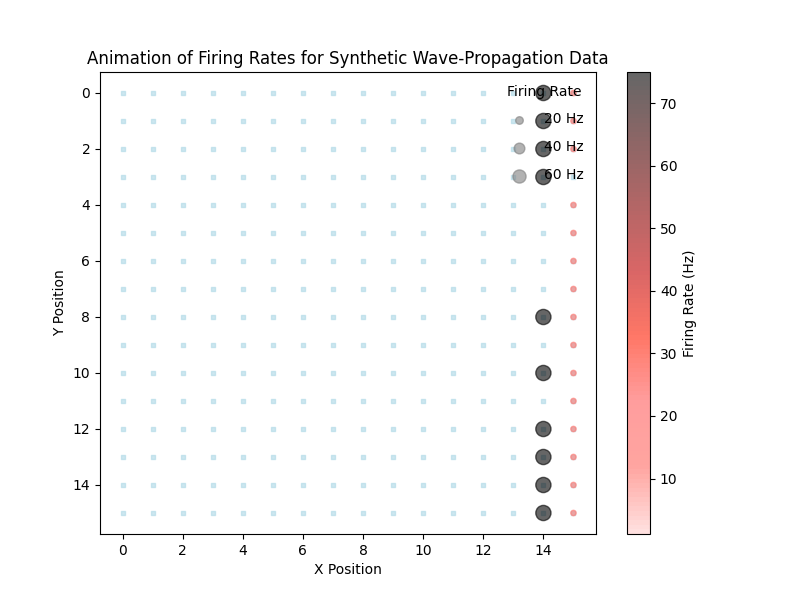 Animation of Firing Rates for Synthetic Wave-Propagation Data
Firing Rate
20 Hz
40 Hz
60 Hz
0
2
4
6
8
10
12
14
Y Position
0
2
4
6
8
10
12
14
X Position
70
60
50
40
30
20
10
Firing Rate (Hz)